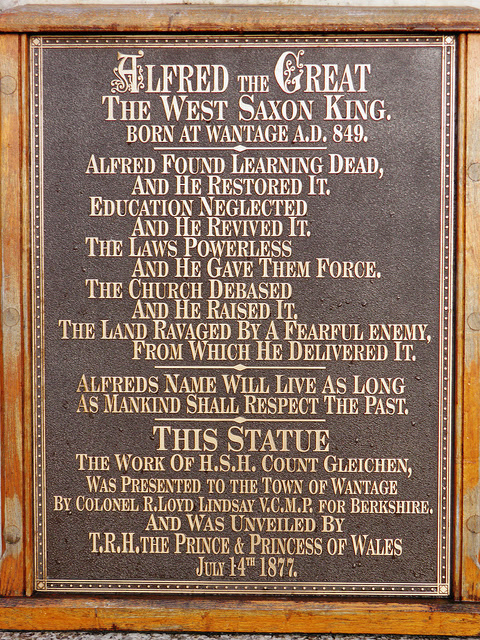 Alfred the Great
The West Saxon King.
Born at Wantage A.D. 849.
Alfred Found Learning Dead,
And He Restored It.
Education Neglected
And He Revived It.
The Laws Powerless
And He Gave Them Force.
The Church Debased
And He Raised It.
The Land Ravaged By A Fearful enemy,
From Which He Delivered It.
Alfreds Name Will Live As Long
As Mankind Shall Respect The Past.
This Statue
The Work Of H.S.H. Count Gleichen,
Was Presented to the Town of Wantage
By Colonel R.Loyd Lindsay V.C.M.P. for Berkshire.
And Was Unveiled By
T.R.H.the Prince & Princess of Wales
July 14th 1877.